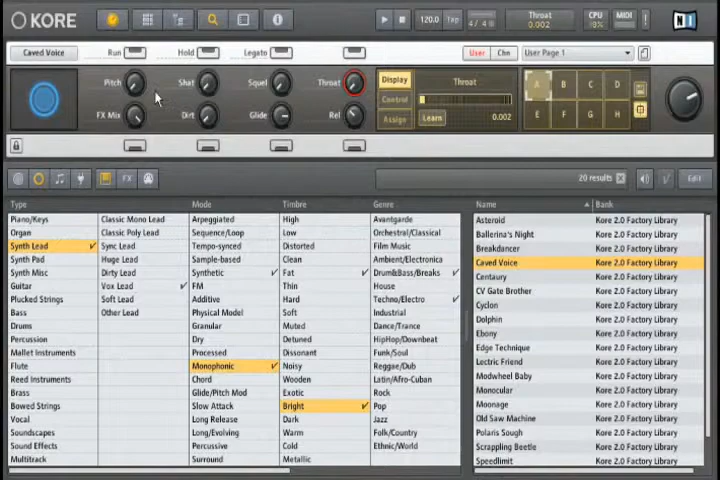 KORE
120.0 Tap
4 / 4
Throat
0.002
CPU
MIDI
!
NI
Caved Voice
Run
Hold
Legato
User
Chn
User Page 1
Pitch
Shat
Squel
Throat
Display
Throat
A B C D
Control
FX Mix
Dirt
Glide
Rel
Assign
Learn
0.002
E F G H
FX
20 results
Edit
Type
Mode
Timbre
Genre
Name
Bank
Piano/Keys
Classic Mono Lead
Arpeggiated
High
Avantgarde
Asteroid
Kore 2.0 Factory Library
Organ
Classic Poly Lead
Sequence/Loop
Low
Orchestral/Classical
Ballerina's Night
Kore 2.0 Factory Library
Synth Lead
Sync Lead
Tempo-synced
Distorted
Film Music
Breakdancer
Kore 2.0 Factory Library
Synth Pad
Huge Lead
Sample-based
Clean
Ambient/Electronica
Caved Voice
Kore 2.0 Factory Library
Synth Misc
Dirty Lead
Synthetic
Fat
Drum&Bass/Breaks
Centaury
Kore 2.0 Factory Library
Guitar
Vox Lead
FM
Thin
House
CV Gate Brother
Kore 2.0 Factory Library
Plucked Strings
Soft Lead
Additive
Hard
Techno/Electro
Cyclon
Kore 2.0 Factory Library
Bass
Other Lead
Physical Model
Soft
Industrial
Dolphin
Kore 2.0 Factory Library
Drums
Granular
Muted
Dance/Trance
Ebony
Kore 2.0 Factory Library
Percussion
Dry
Detuned
HipHop/Downbeat
Edge Technique
Kore 2.0 Factory Library
Mallet Instruments
Processed
Dissonant
Funk/Soul
Lectric Friend
Kore 2.0 Factory Library
Flute
Monophonic
Noisy
Reggae/Dub
Modwheel Baby
Kore 2.0 Factory Library
Reed Instruments
Chord
Wooden
Latin/Afro-Cuban
Monocular
Kore 2.0 Factory Library
Brass
Glide/Pitch Mod
Exotic
Rock
Moonage
Kore 2.0 Factory Library
Bowed Strings
Slow Attack
Bright
Pop
Old Saw Machine
Kore 2.0 Factory Library
Vocal
Long Release
Dark
Jazz
Polaris Sough
Kore 2.0 Factory Library
Soundscapes
Long/Evolving
Warm
Folk/Country
Scrappling Beetle
Kore 2.0 Factory Library
Sound Effects
Percussive
Cold
Ethnic/World
Speedlimit
Kore 2.0 Factory Library
Multitrack
Surround
Metallic